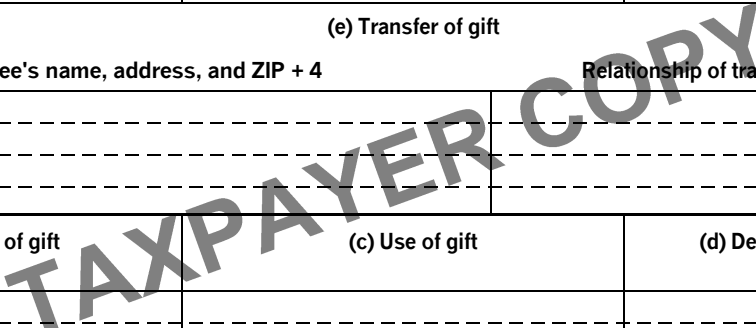 (e) Transfer of gift
ee's name, address, and ZIP + 4 Relationship of tra
TAXPAYER COPY
of gift (c) Use of gift (d) De